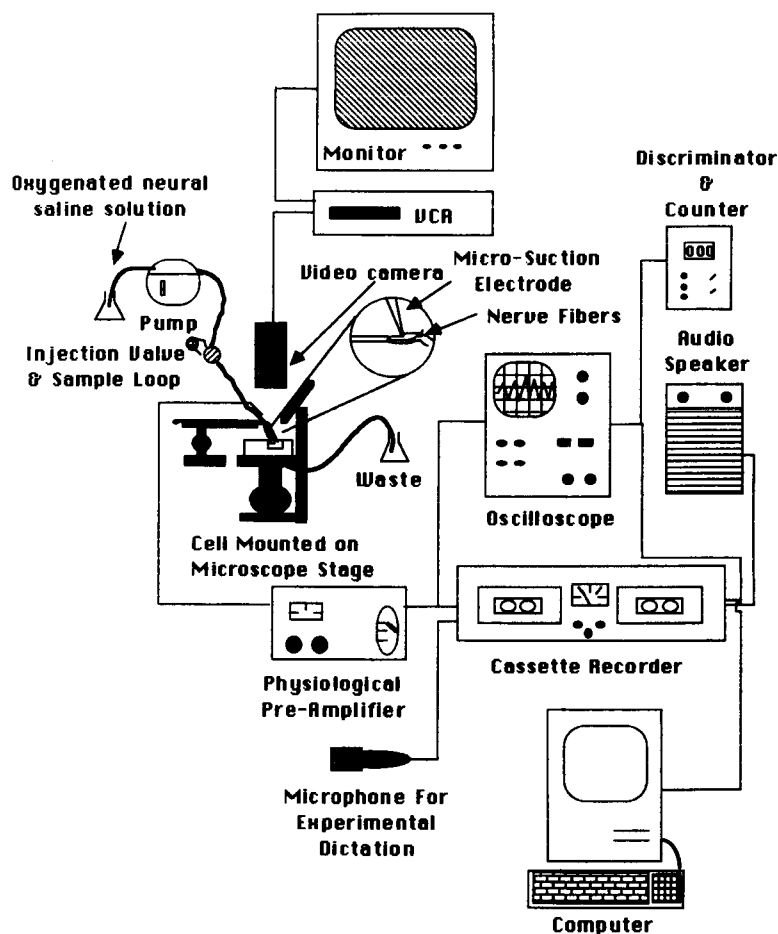 Monitor
VCR
Discriminator
&
Counter
000
Oxygenated neural
saline solution
Video camera
Micro-Suction
Electrode
Nerve Fibers
Pump
Injection Valve
& Sample Loop
Audio
Speaker
Waste
Oscilloscope
Cell Mounted on
Microscope Stage
Cassette Recorder
Physiological
Pre-Amplifier
Microphone For
Experimental
Dictation
Computer